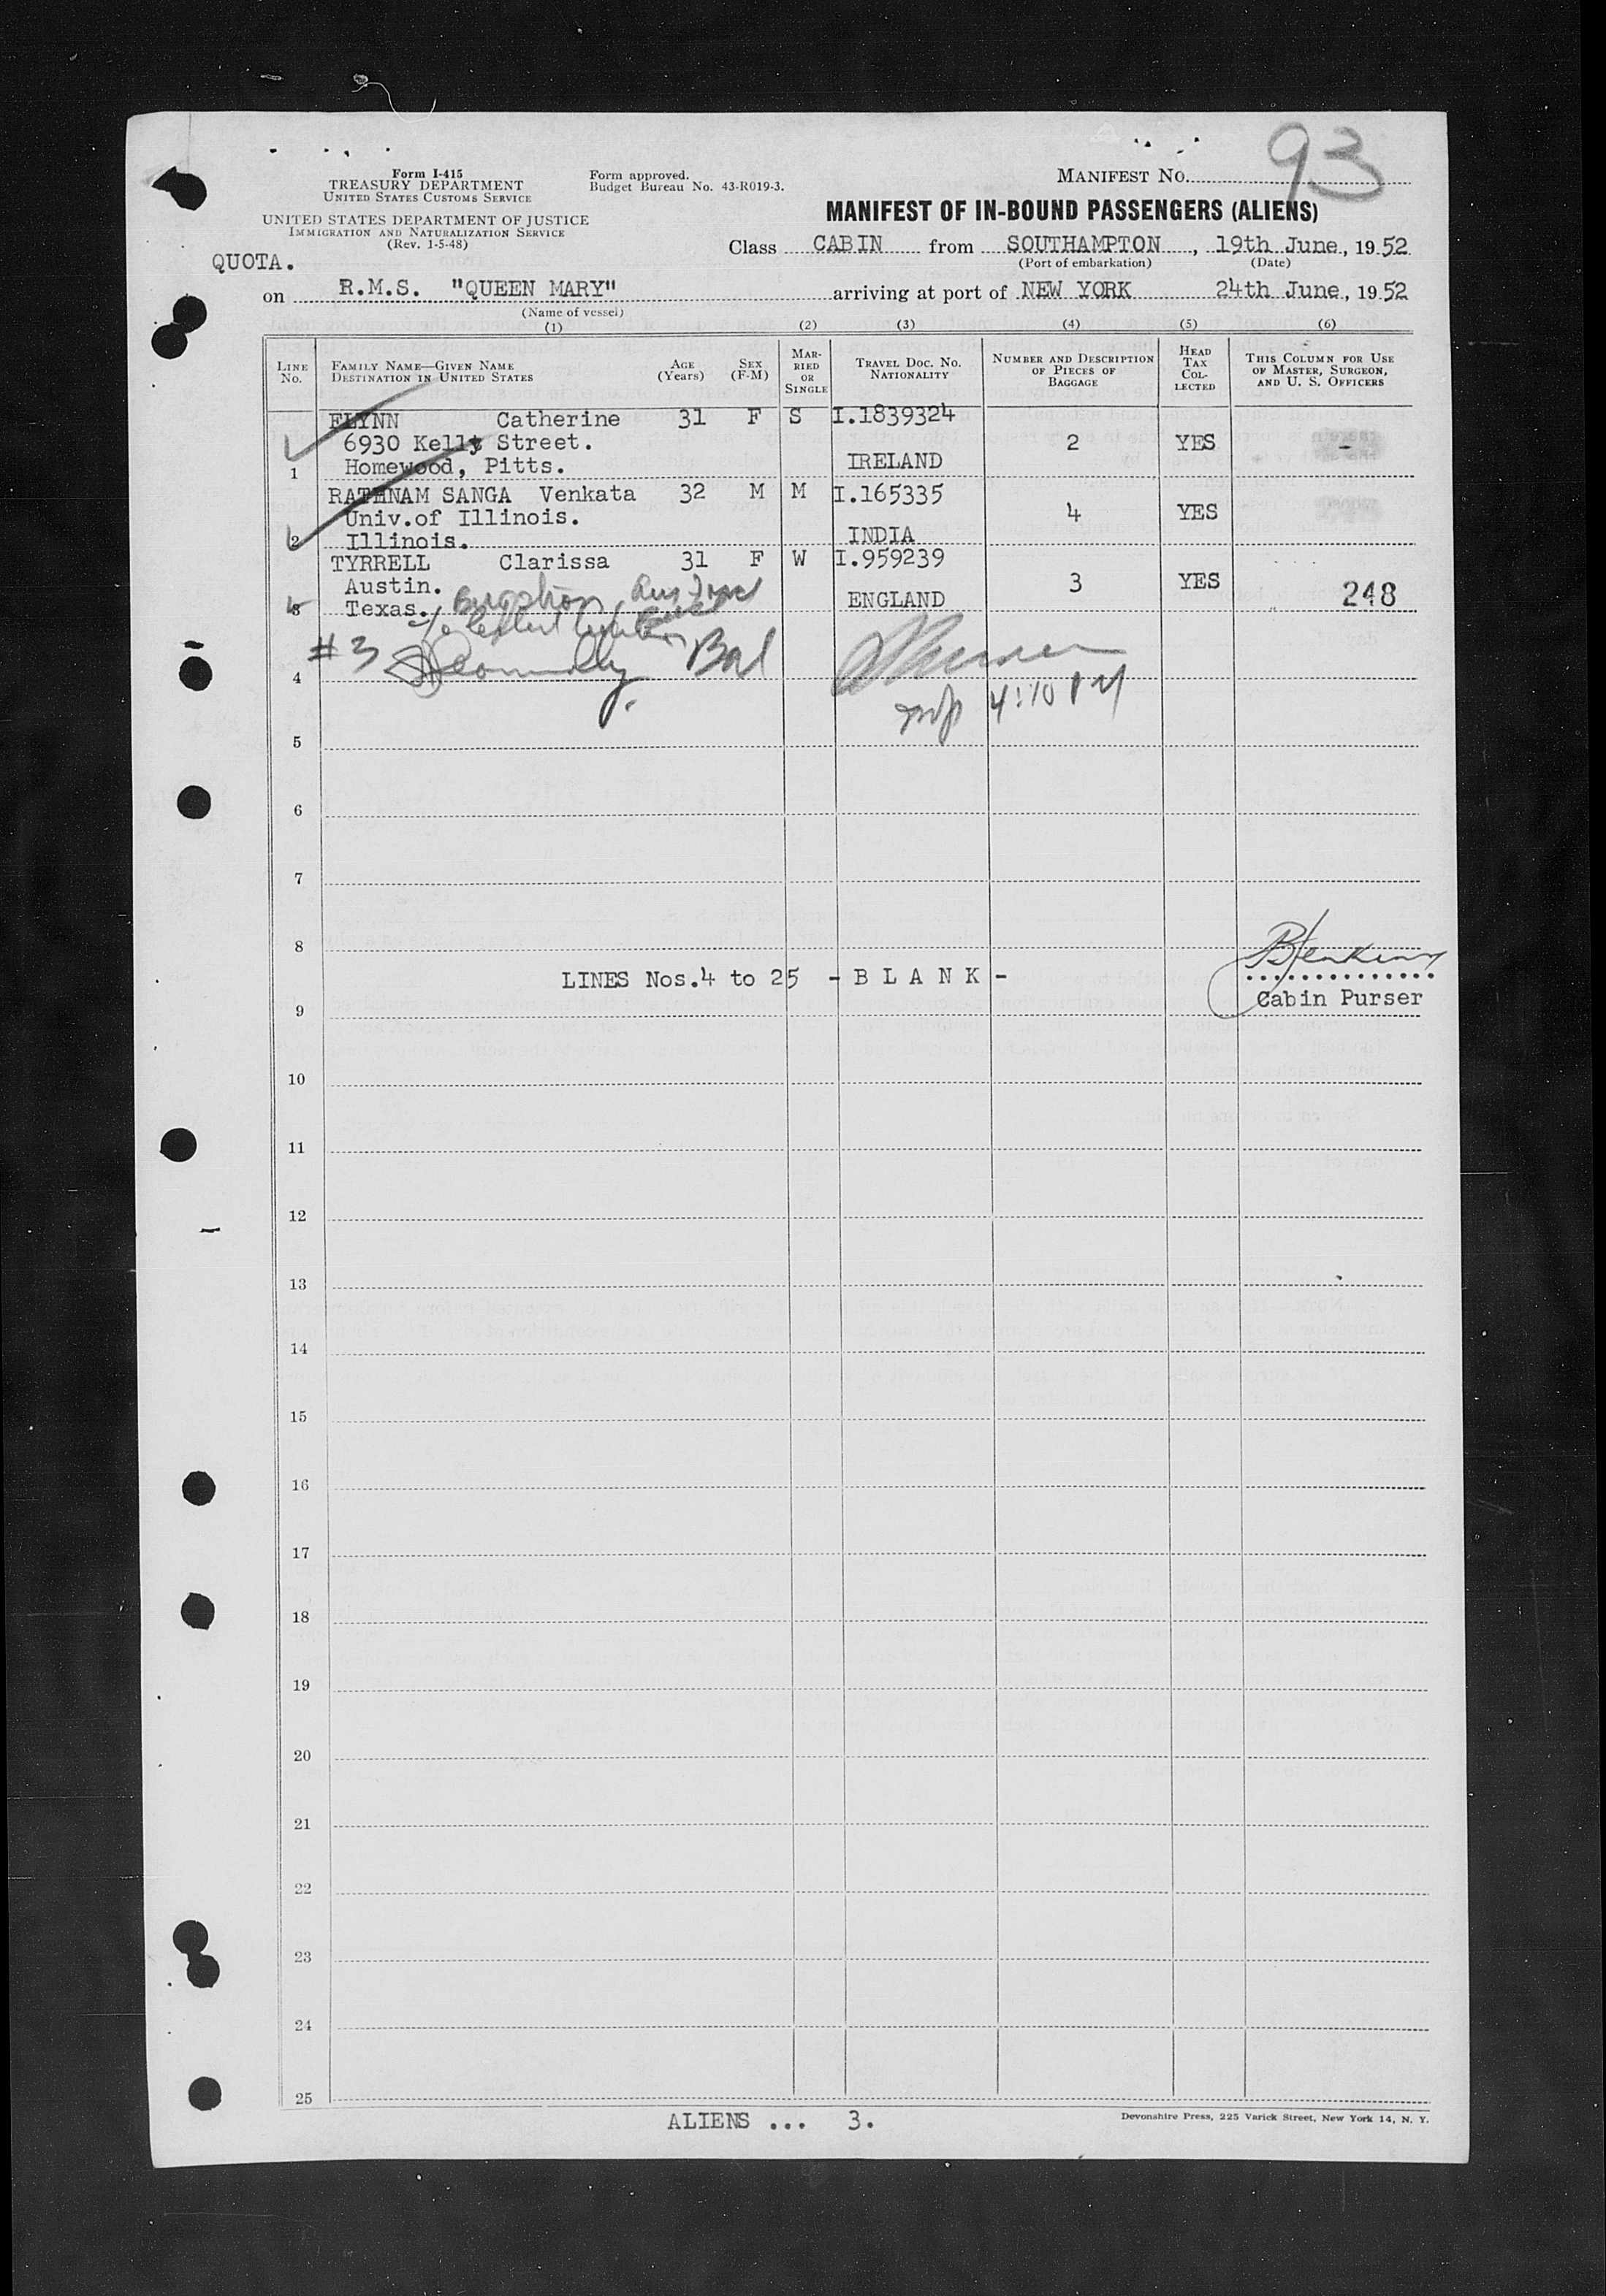 93
Form I-415
TREASURY DEPARTMENT
UNITED STATES CUSTOMS SERVICE
UNITED STATES DEPARTMENT OF JUSTICE
IMMIGRATION AND NATURALIZATION SERVICE
(Rev. 1-5-48)
Form approved.
Budget Bureau No. 43-R019-3.
MANIFEST NO.
MANIFEST OF IN-BOUND PASSENGERS (ALIENS)
Class CABIN from SOUTHAMPTON, 19th June, 1952
(Port of embarkation) (Date)
QUOTA.
on R.M.S. "QUEEN MARY" arriving at port of NEW YORK 24th June, 1952
(Name of vessel)
(1) (2) (3) (4) (5) (6)
LINE NO. FAMILY NAME—GIVEN NAME DESTINATION IN UNITED STATES AGE (Years) SEX (F-M) MARRIED OR SINGLE TRAVEL DOC. NO. NATIONALITY NUMBER AND DESCRIPTION OF PIECES OF BAGGAGE HEAD TAX COLLECTED THIS COLUMN FOR USE OF MASTER, SURGEON, AND U. S. OFFICERS
FLYNN Catherine 31 F S I.1839324
6930 Kelly Street. 2 YES -
1 Homewood, Pitts. IRELAND
RATHNAM SANGA Venkata 32 M M I.165335
Univ.of Illinois. 4 YES
2 Illinois. INDIA
TYRRELL Clarissa 31 F W I.959239
Austin. 3 YES 248
3 Texas. ENGLAND
#3
4
4:10 PM
5
6
7
8
LINES Nos.4 to 25 - B L A N K -
Cabin Purser
9
10
11
12
13
14
15
16
17
18
19
20
21
22
23
24
25
ALIENS ... 3.
Devonshire Press, 225 Varick Street, New York 14, N. Y.